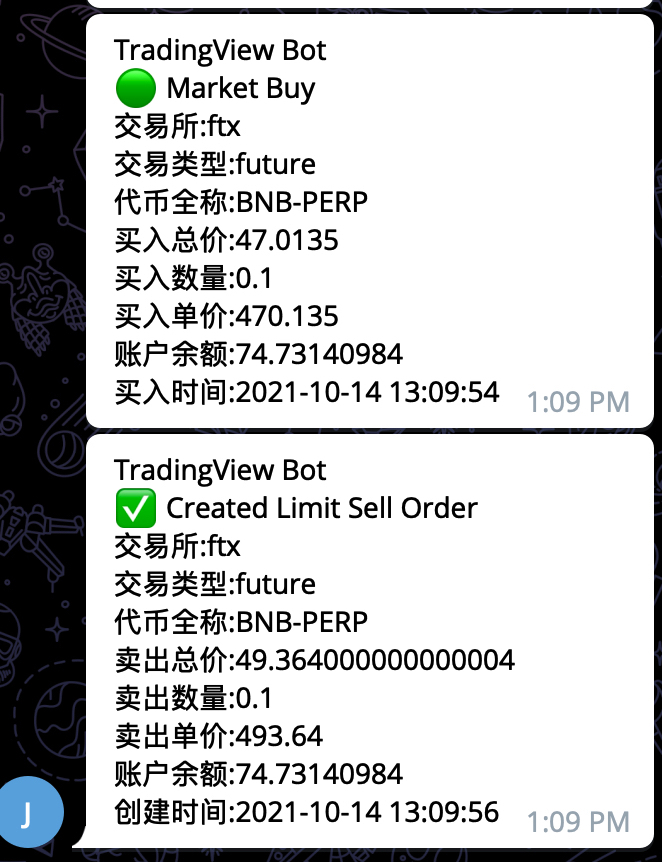 TradingView Bot
🟢 Market Buy
交易所:ftx
交易类型:future
代币全称:BNB-PERP
买入总价:47.0135
买入数量:0.1
买入单价:470.135
账户余额:74.73140984
买入时间:2021-10-14 13:09:54
1:09 PM
TradingView Bot
✅ Created Limit Sell Order
交易所:ftx
交易类型:future
代币全称:BNB-PERP
卖出总价:49.364000000000004
卖出数量:0.1
卖出单价:493.64
账户余额:74.73140984
创建时间:2021-10-14 13:09:56
1:09 PM
J